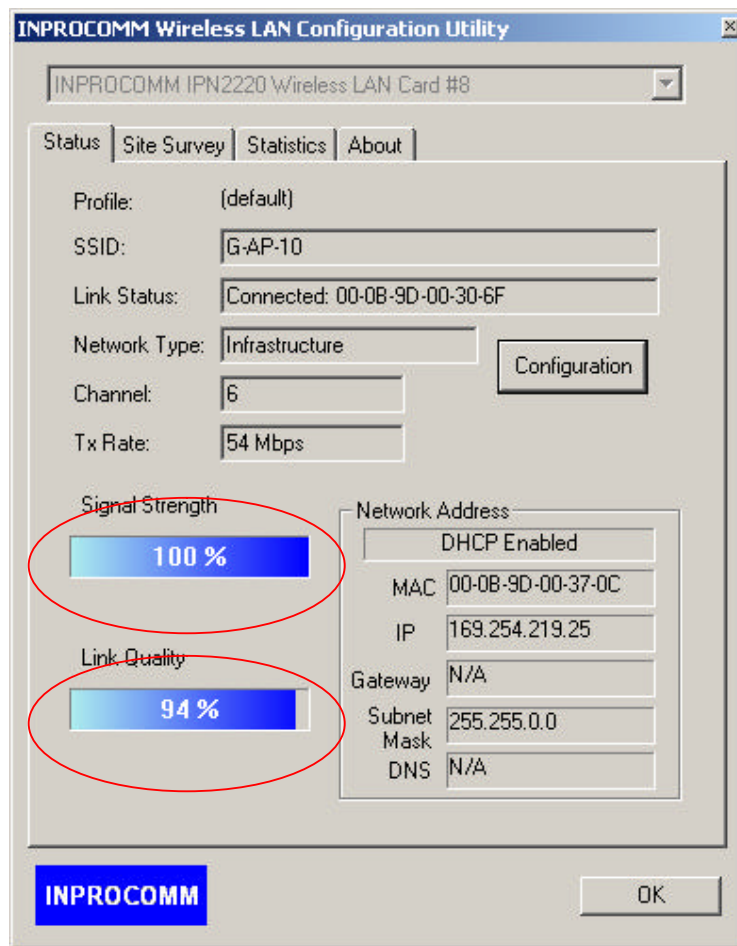 INPROCOMM Wireless LAN Configuration Utility
INPROCOMM IPN2220 Wireless LAN Card #8
Status Site Survey Statistics About
Profile: (default)
SSID: G-AP-10
Link Status: Connected: 00-0B-9D-00-30-6F
Network Type: Infrastructure
Configuration
Channel: 6
Tx Rate: 54 Mbps
Signal Strength
100 %
Link Quality
94 %
Network Address
DHCP Enabled
MAC 00-0B-9D-00-37-0C
IP 169.254.219.25
Gateway N/A
Subnet Mask 255.255.0.0
DNS N/A
INPROCOMM
OK